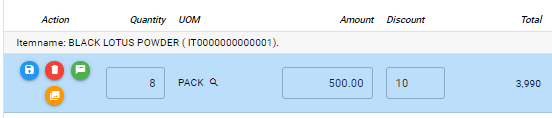 Action Quantity UOM Amount Discount Total
Itemname: BLACK LOTUS POWDER ( IT0000000000001).
8 PACK 500.00 10 3,990